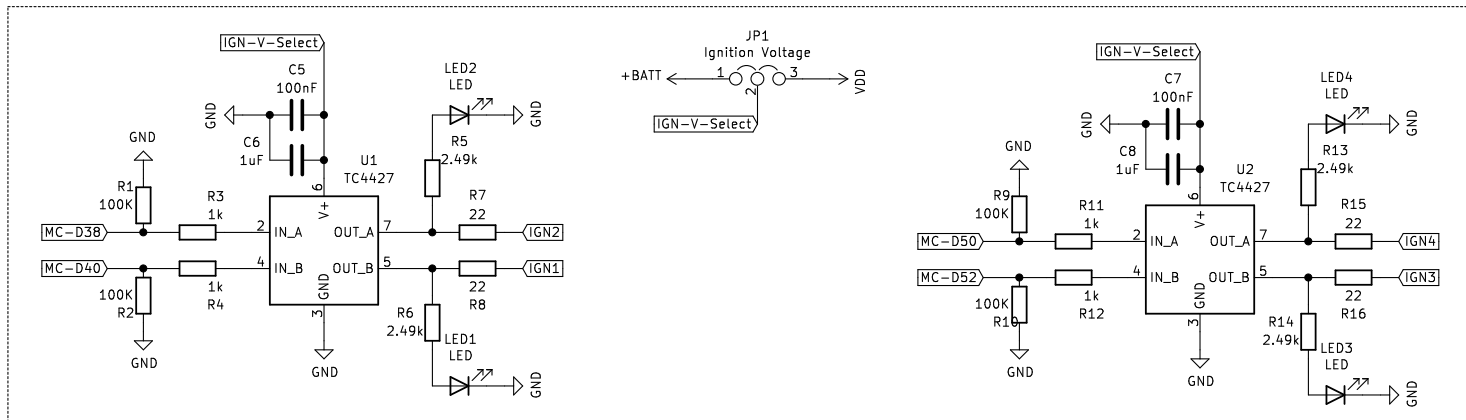 IGN-V-Select
C5
100nF
GND
C6
1uF
LED2
LED
GND
R5
2.49k
GND
R1
100K
R3
1k
MC-D38
MC-D40
100K
R2
GND
1k
R4
U1
TC4427
6
V+
2
IN_A
OUT_A
7
4
IN_B
OUT_B
5
GND
3
GND
R7
22
IGN2
IGN1
22
R8
R6
2.49k
LED1
LED
GND
JP1
Ignition Voltage
+BATT
1
2
3
VDD
IGN-V-Select
IGN-V-Select
C7
100nF
GND
C8
1uF
LED4
LED
GND
R13
2.49k
GND
R9
100K
R11
1k
MC-D50
MC-D52
100K
R10
GND
1k
R12
U2
TC4427
6
V+
2
IN_A
OUT_A
7
4
IN_B
OUT_B
5
GND
3
GND
R15
22
IGN4
IGN3
22
R16
R14
2.49k
LED3
LED
GND